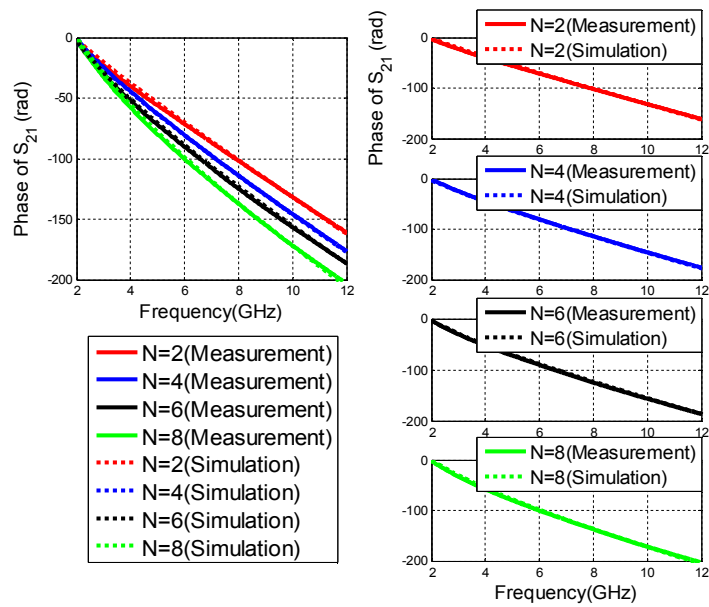 Phase of S21 (rad)
0
-50
-100
-150
-200
2 4 6 8 10 12
Frequency(GHz)
N=2(Measurement)
N=4(Measurement)
N=6(Measurement)
N=8(Measurement)
N=2(Simulation)
N=4(Simulation)
N=6(Simulation)
N=8(Simulation)
Phase of S21 (rad)
N=2(Measurement)
N=2(Simulation)
0
-100
-200
2 4 6 8 10 12
N=4(Measurement)
N=4(Simulation)
0
-100
-200
2 4 6 8 10 12
N=6(Measurement)
N=6(Simulation)
0
-100
-200
2 4 6 8 10 12
N=8(Measurement)
N=8(Simulation)
0
-100
-200
2 4 6 8 10 12
Frequency(GHz)